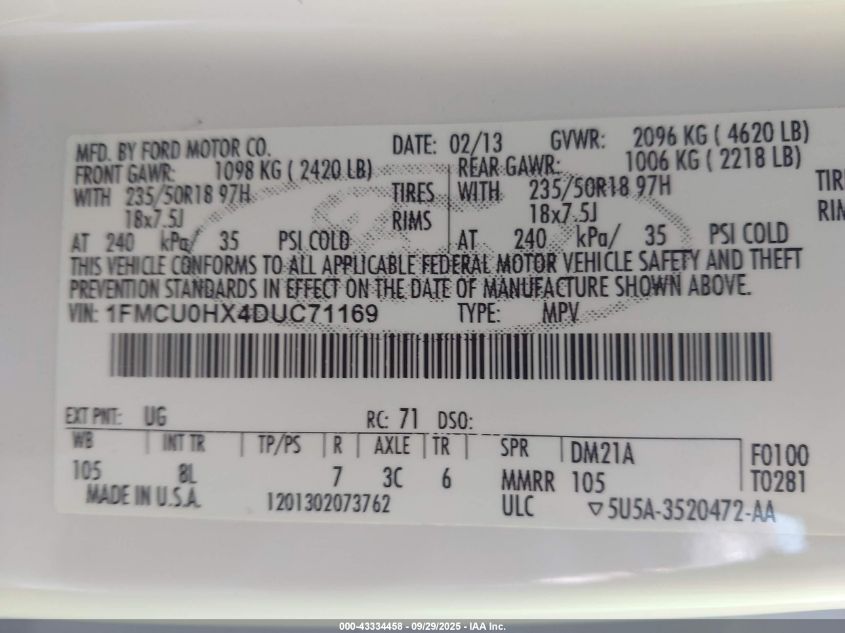 MFD. BY FORD MOTOR CO. DATE: 02/13 GVWR: 2096 KG ( 4620 LB)
FRONT GAWR: 1098 KG ( 2420 LB) REAR GAWR: 1006 KG ( 2218 LB)
WITH 235/50R18 97H TIRES WITH 235/50R18 97H TIR
18x7.5J RIMS 18x7.5J RIM
AT 240 kPa/ 35 PSI COLD AT 240 kPa/ 35 PSI COLD
THIS VEHICLE CONFORMS TO ALL APPLICABLE FEDERAL MOTOR VEHICLE SAFETY AND THEFT
PREVENTION STANDARDS IN EFFECT ON THE DATE OF MANUFACTURE SHOWN ABOVE.
VIN: 1FMCU0HX4DUC71169 TYPE: MPV
EXT PNT: UG RC: 71 DSO:
WB INT TR TP/PS R AXLE TR SPR DM21A F0100
105 8L 7 3C 6 MMRR 105 T0281
MADE IN U.S.A. 1201302073762 ULC ▽5U5A-3520472-AA
000-43334458 - 09/29/2025 - IAA Inc.